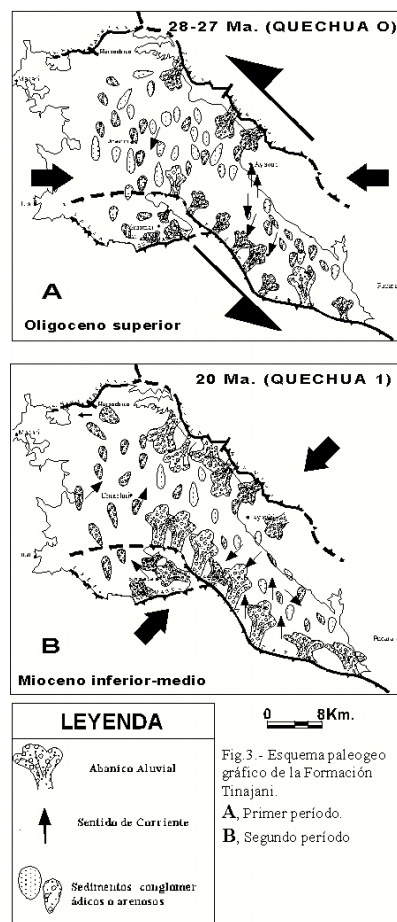 28-27 Ma. (QUECHUA O)
A
Oligoceno superior
20 Ma. (QUECHUA 1)
B
Mioceno inferior-medio
LEYENDA
Abanico Aluvial
Sentido de Corriente
Sedimentos conglomer
ádicos o arenosos
0 8Km.
Fig.3.- Esquema paleogeo
gráfico de la Formación
Tinajani.
A, Primer período.
B, Segundo período